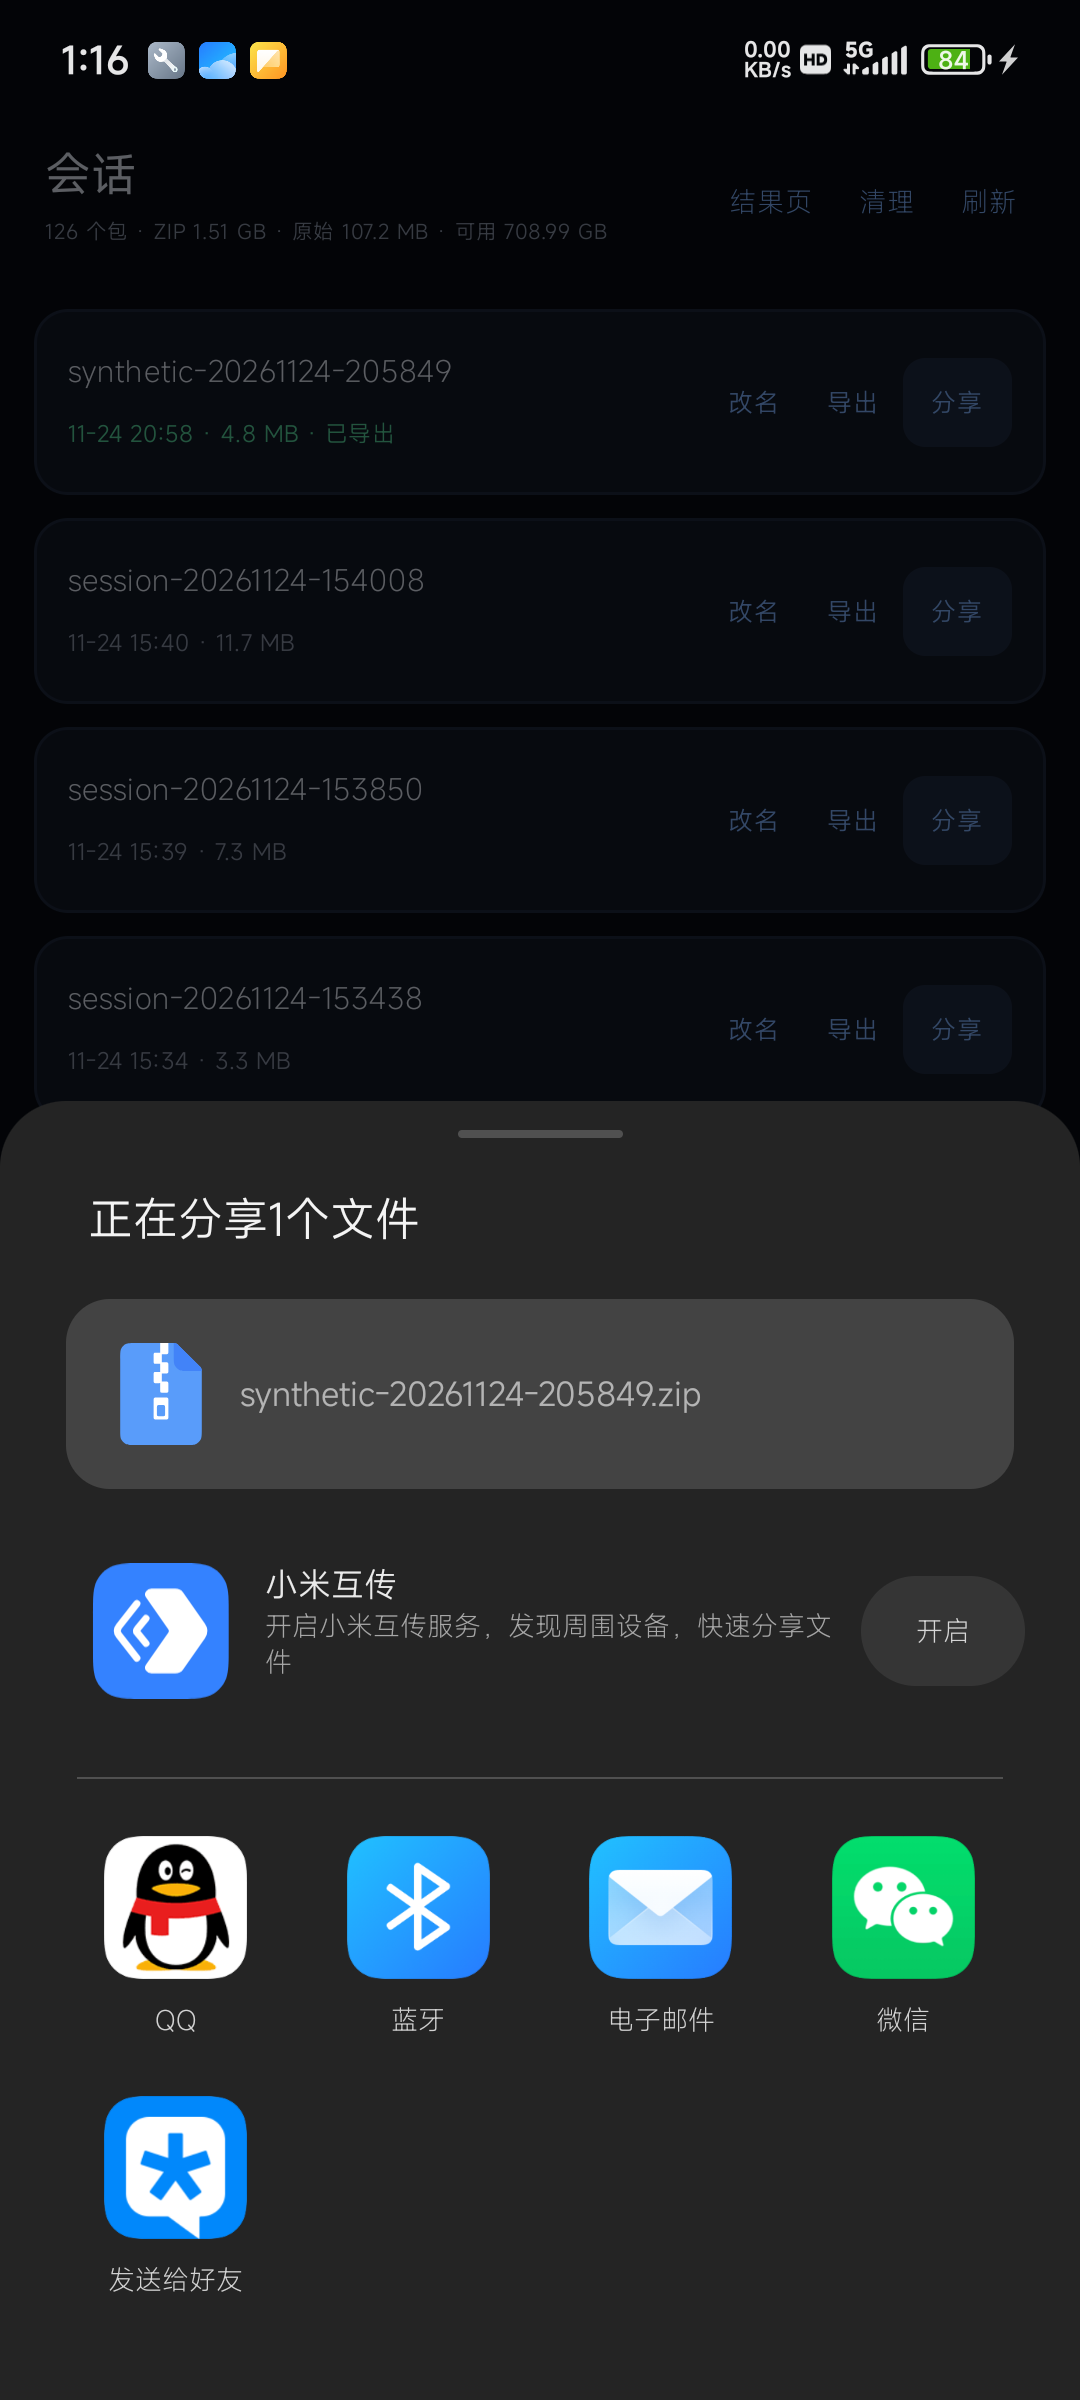 1:16
0.00
KB/s
HD
5G
84
会话
结果页
清理
刷新
126 个包 · ZIP 1.51 GB · 原始 107.2 MB · 可用 708.99 GB
synthetic-20261124-205849
改名
导出
分享
11-24 20:58 · 4.8 MB · 已导出
session-20261124-154008
改名
导出
分享
11-24 15:40 · 11.7 MB
session-20261124-153850
改名
导出
分享
11-24 15:39 · 7.3 MB
session-20261124-153438
改名
导出
分享
11-24 15:34 · 3.3 MB
正在分享1个文件
synthetic-20261124-205849.zip
小米互传
开启小米互传服务，发现周围设备，快速分享文
件
开启
QQ
蓝牙
电子邮件
微信
发送给好友